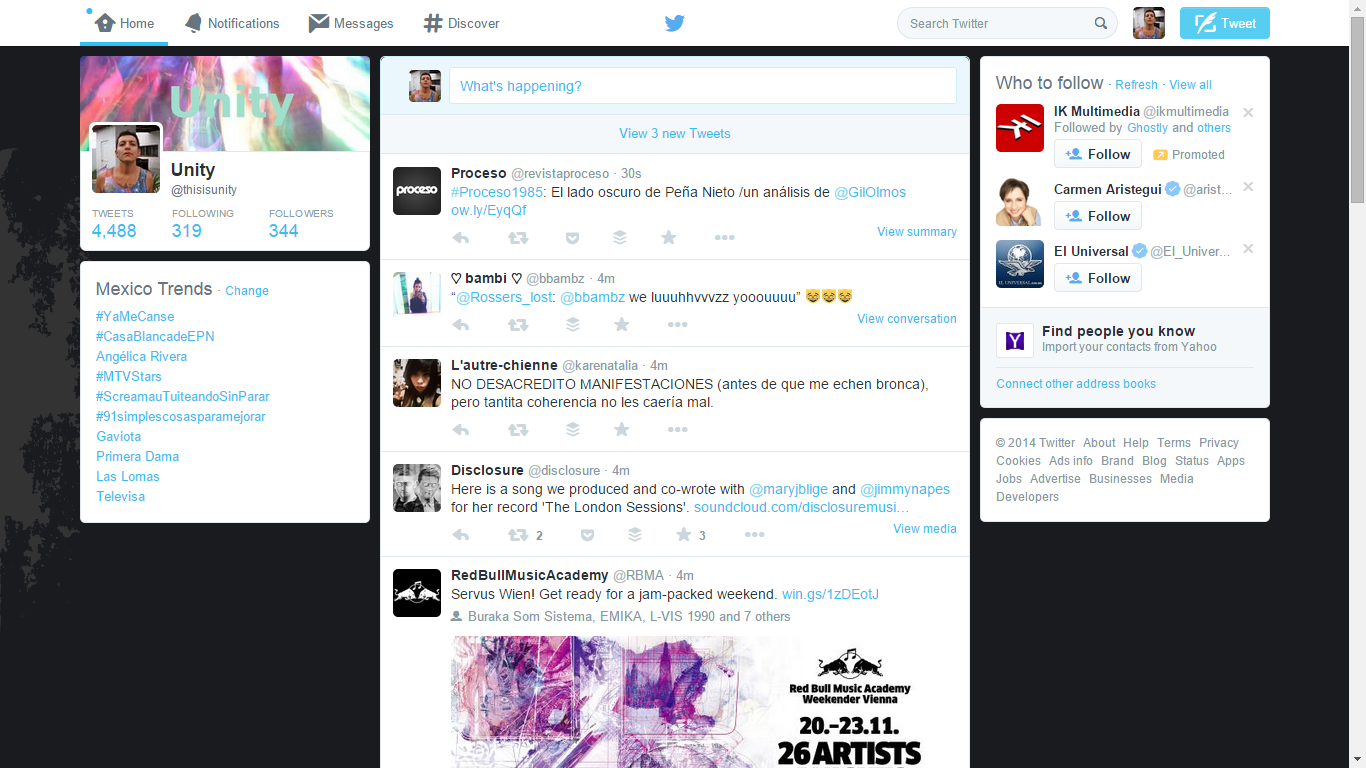 Home Notifications Messages Discover Search Twitter Tweet
Unity
Unity
@thisisunity
TWEETS FOLLOWING FOLLOWERS
4,488 319 344
Mexico Trends · Change
#YaMeCanse
#CasaBlancadeEPN
Angélica Rivera
#MTVStars
#ScreamauTuiteandoSinParar
#91simplescosasparamejorar
Gaviota
Primera Dama
Las Lomas
Televisa
What's happening?
View 3 new Tweets
proceso
Proceso @revistaproceso · 30s
#Proceso1985: El lado oscuro de Peña Nieto /un análisis de @GilOlmos
ow.ly/EyqQf
View summary
♡ bambi ♡ @bbambz · 4m
“@Rossers_lost: @bbambz we luuuhhvvvzz yooouuuu” 😸😸😸
View conversation
L'autre-chienne @karenatalia · 4m
NO DESACREDITO MANIFESTACIONES (antes de que me echen bronca),
pero tantita coherencia no les caería mal.
Disclosure @disclosure · 4m
Here is a song we produced and co-wrote with @maryjblige and @jimmynapes
for her record 'The London Sessions'. soundcloud.com/disclosuremusi…
2 3 View media
RedBullMusicAcademy @RBMA · 4m
Servus Wien! Get ready for a jam-packed weekend. win.gs/1zDEotJ
Buraka Som Sistema, EMIKA, L-VIS 1990 and 7 others
Red Bull Music Academy
Weekender Vienna
20.–23.11.
26 ARTISTS
Who to follow · Refresh · View all
IK Multimedia @ikmultimedia
Followed by Ghostly and others
Follow Promoted
Carmen Aristegui @arist...
Follow
El Universal @El_Univer...
Follow
EL UNIVERSAL
Find people you know
Import your contacts from Yahoo
Connect other address books
© 2014 Twitter About Help Terms Privacy
Cookies Ads info Brand Blog Status Apps
Jobs Advertise Businesses Media
Developers